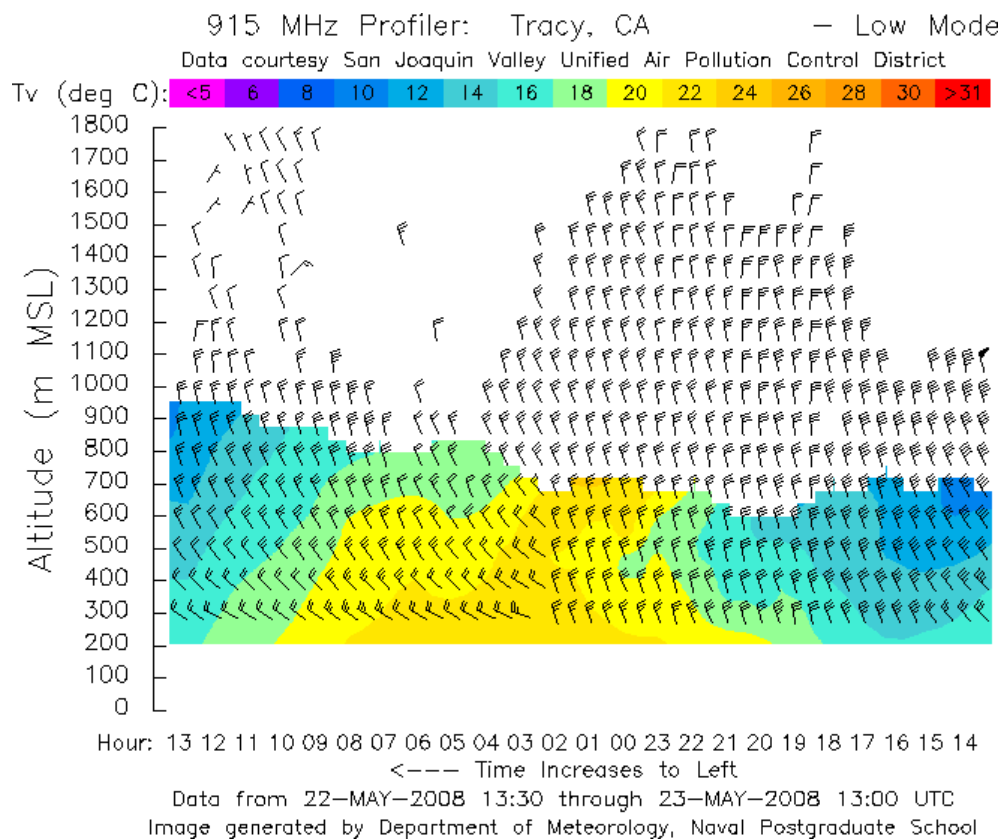 915 MHz Profiler: Tracy, CA — Low Mode
Data courtesy San Joaquin Valley Unified Air Pollution Control District
Tv (deg C): <5 6 8 10 12 14 16 18 20 22 24 26 28 30 >31
1800
1700
1600
1500
1400
1300
1200
1100
1000
900
800
700
600
500
400
300
200
100
0
Altitude (m MSL)
Hour: 13 12 11 10 09 08 07 06 05 04 03 02 01 00 23 22 21 20 19 18 17 16 15 14
<--- Time Increases to Left
Data from 22-MAY-2008 13:30 through 23-MAY-2008 13:00 UTC
Image generated by Department of Meteorology, Naval Postgraduate School